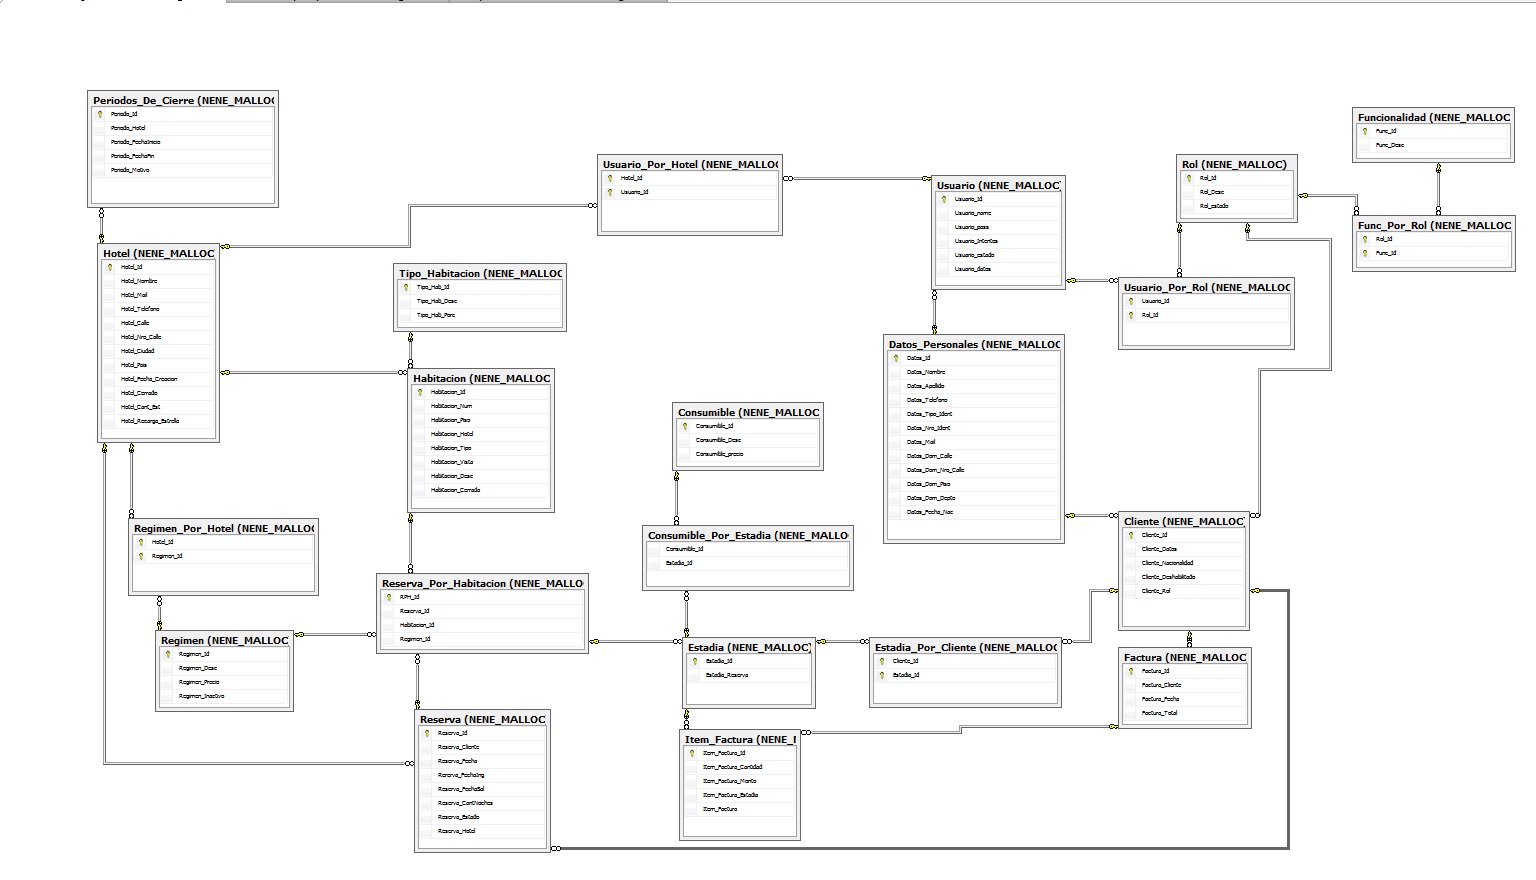 Periodos_De_Cierre (NENE_MALLOC
Periodo_Id
Periodo_Hotel
Periodo_FechaInicio
Periodo_FechaFin
Periodo_Motivo
Funcionalidad (NENE_MALLOC
Func_Id
Func_Desc
Usuario_Por_Hotel (NENE_MALLOC
Hotel_Id
Usuario_Id
Rol (NENE_MALLOC)
Rol_Id
Rol_Desc
Rol_estado
Usuario (NENE_MALLOC)
Usuario_Id
Usuario_name
Usuario_pass
Usuario_Intentos
Usuario_estado
Usuario_datos
Func_Por_Rol (NENE_MALLOC
Rol_Id
Func_Id
Hotel (NENE_MALLOC
Hotel_Id
Hotel_Nombre
Hotel_Mail
Hotel_Telefono
Hotel_Calle
Hotel_Nro_Calle
Hotel_Ciudad
Hotel_Pais
Hotel_Fecha_Creacion
Hotel_Cerrado
Hotel_Cant_Est
Hotel_Recarga_Estrella
Tipo_Habitacion (NENE_MALLOC
Tipo_Hab_Id
Tipo_Hab_Desc
Tipo_Hab_Porc
Usuario_Por_Rol (NENE_MALLOC
Usuario_Id
Rol_Id
Datos_Personales (NENE_MALLOC
Datos_Id
Datos_Nombre
Datos_Apellido
Datos_Telefono
Datos_Tipo_Ident
Datos_Nro_Ident
Datos_Mail
Datos_Dom_Calle
Datos_Dom_Nro_Calle
Datos_Dom_Piso
Datos_Dom_Depto
Datos_Fecha_Nac
Habitacion (NENE_MALLOC
Habitacion_Id
Habitacion_Num
Habitacion_Piso
Habitacion_Hotel
Habitacion_Tipo
Habitacion_Vista
Habitacion_Desc
Habitacion_Cerrada
Consumible (NENE_MALLOC
Consumible_Id
Consumible_Desc
Consumible_precio
Regimen_Por_Hotel (NENE_MALLOC
Hotel_Id
Regimen_Id
Consumible_Por_Estadia (NENE_MALLO
Consumible_Id
Estadia_Id
Cliente (NENE_MALLOC)
Cliente_Id
Cliente_Datos
Cliente_Nacionalidad
Cliente_Deshabilitado
Cliente_Rol
Reserva_Por_Habitacion (NENE_MALLO
RPH_Id
Reserva_Id
Habitacion_Id
Regimen_Id
Regimen (NENE_MALLOC
Regimen_Id
Regimen_Desc
Regimen_Precio
Regimen_Inactivo
Estadia (NENE_MALLOC)
Estadia_Id
Estadia_Reserva
Estadia_Por_Cliente (NENE_MALLOC
Cliente_Id
Estadia_Id
Factura (NENE_MALLOC
Factura_Id
Factura_Cliente
Factura_Fecha
Factura_Total
Reserva (NENE_MALLOC
Reserva_Id
Reserva_Cliente
Reserva_Fecha
Reserva_FechaIng
Reserva_FechaSal
Reserva_CantNoches
Reserva_Estado
Reserva_Hotel
Item_Factura (NENE_
Item_Factura_Id
Item_Factura_Cantidad
Item_Factura_Monto
Item_Factura_Estadia
Item_Factura